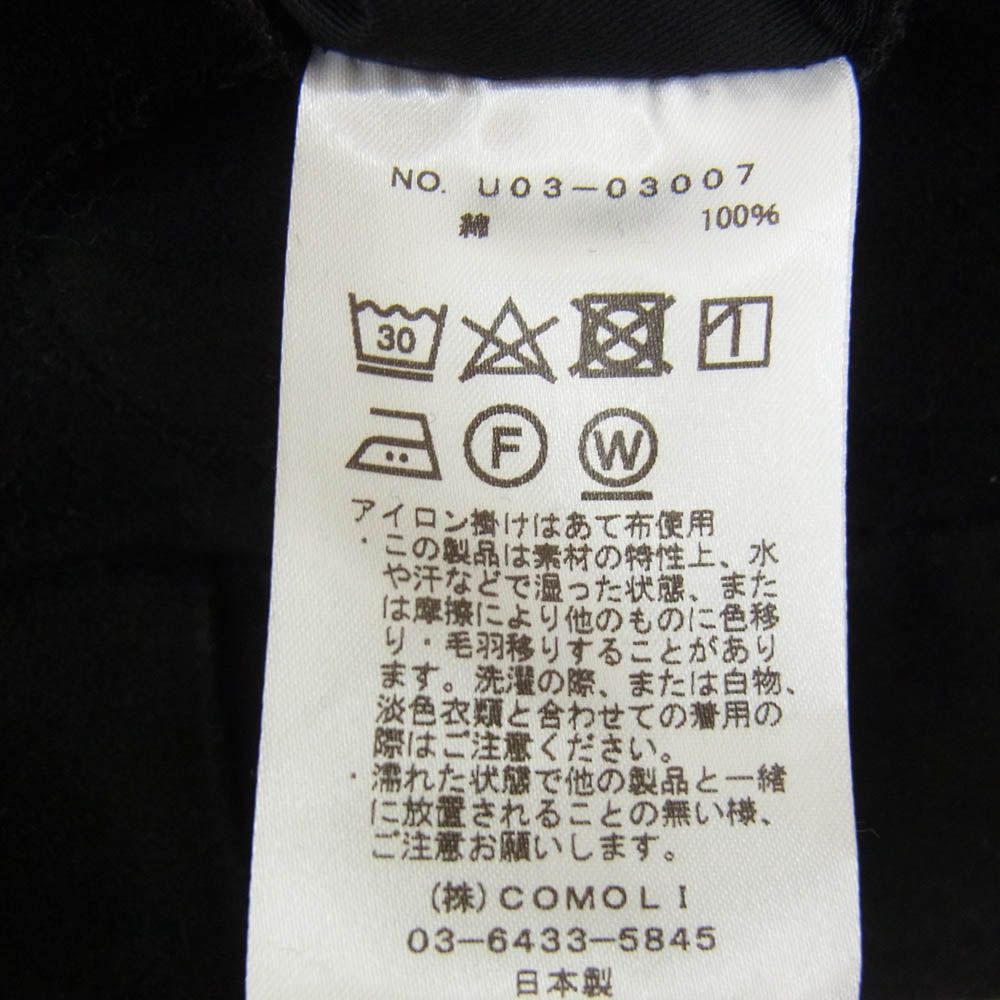 NO. U03-03007
綿 100%
30
F W
アイロン掛けはあて布使用
・この製品は素材の特性上、水
や汗などで湿った状態、また
は摩擦により他のものに色移
り・毛羽移りすることがあり
ます。洗濯の際、または白物、
淡色衣類と合わせての着用の
際はご注意ください。
・濡れた状態で他の製品と一緒
に放置されることの無い様、
ご注意お願いします。
(株)COMOLI
03-6433-5845
日本製